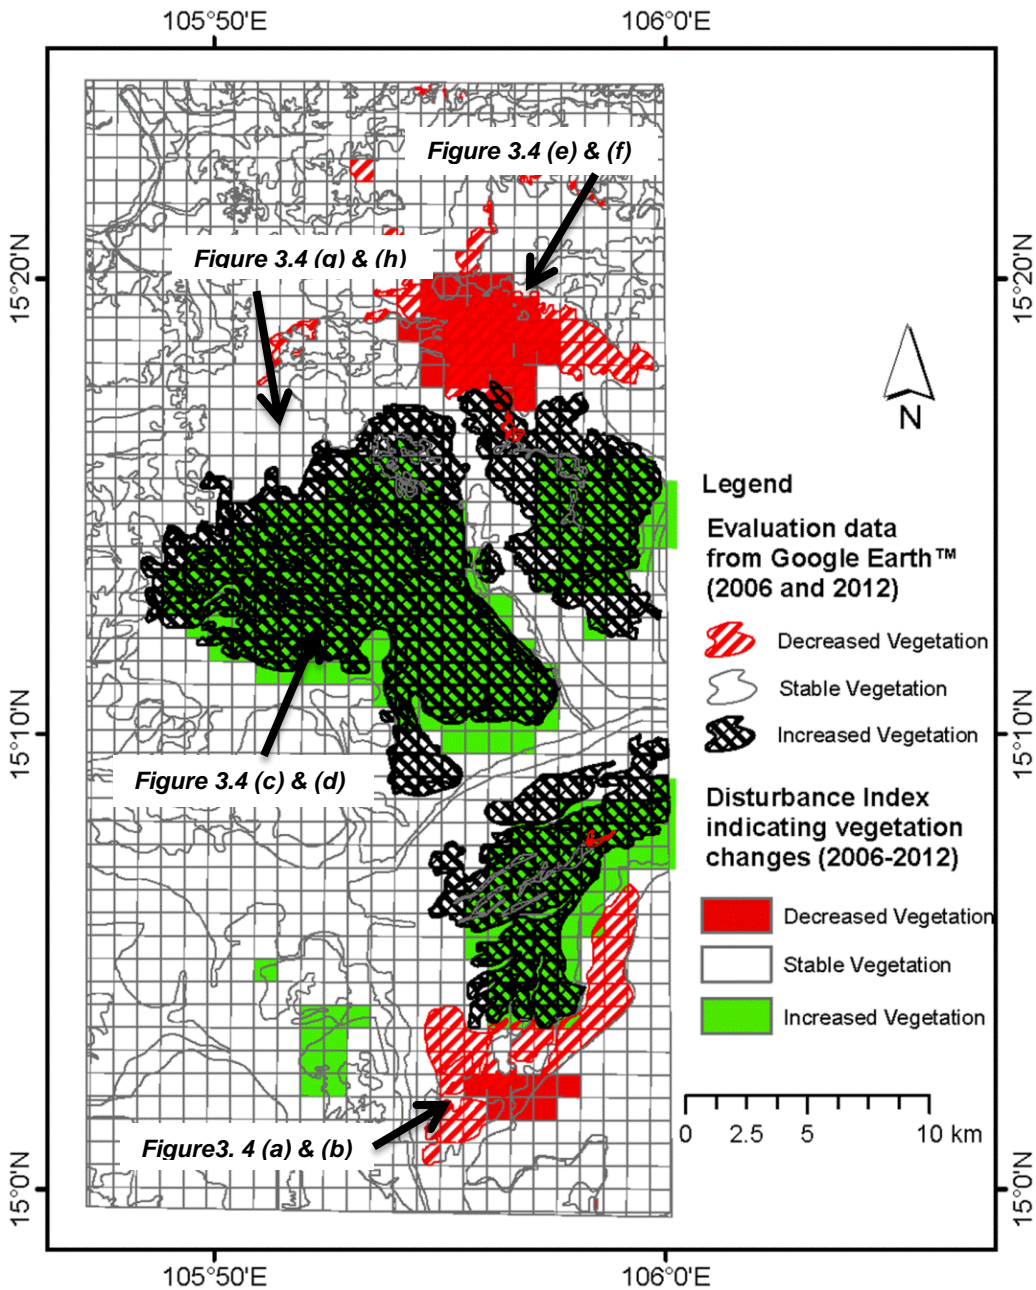 105°50'E
106°0'E
Figure 3.4 (e) & (f)
Figure 3.4 (g) & (h)
15°20'N
15°20'N
N
Legend
Evaluation data
from Google Earth™
(2006 and 2012)
Decreased Vegetation
Stable Vegetation
Increased Vegetation
15°10'N
15°10'N
Figure 3.4 (c) & (d)
Disturbance Index
indicating vegetation
changes (2006-2012)
Decreased Vegetation
Stable Vegetation
Increased Vegetation
0 2.5 5 10 km
Figure3. 4 (a) & (b)
15°0'N
15°0'N
105°50'E
106°0'E